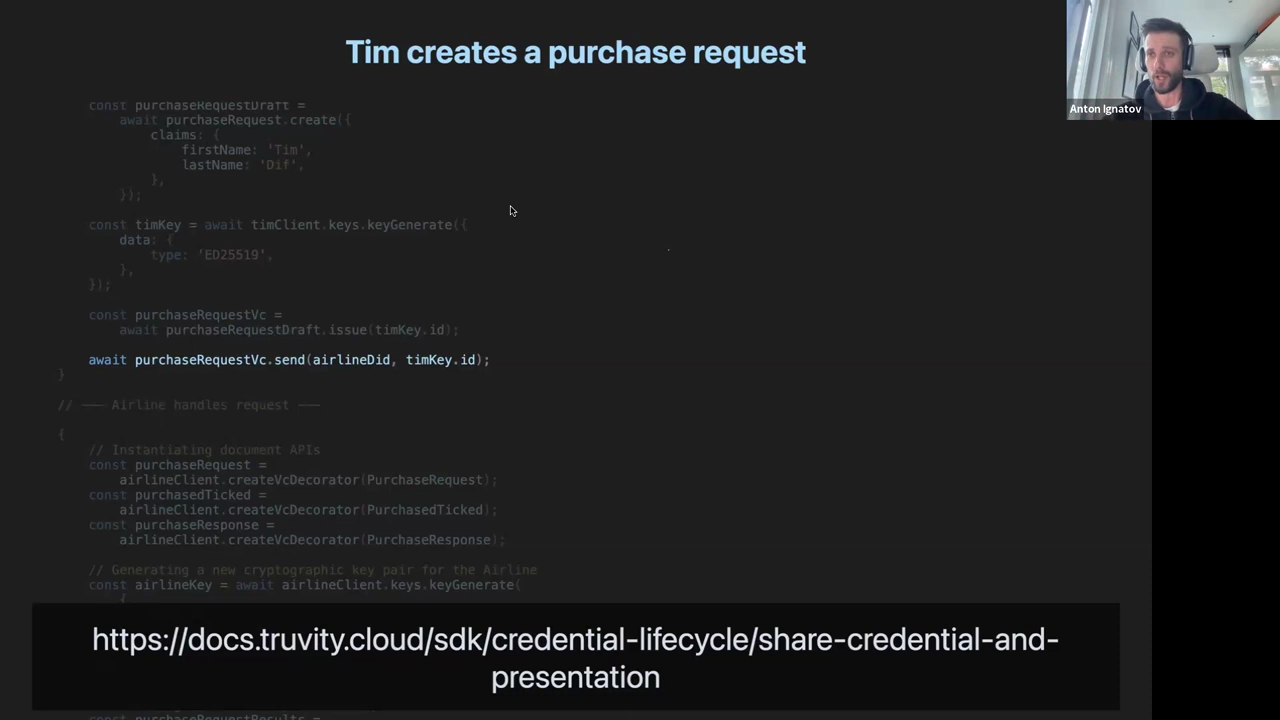 Tim creates a purchase request
Anton Ignatov
const purchaseRequestDraft =
await purchaseRequest.create({
claims: {
firstName: 'Tim',
lastName: 'Dif',
},
});
const timKey = await timClient.keys.keyGenerate({
data: {
type: 'ED25519',
},
});
const purchaseRequestVc =
await purchaseRequestDraft.issue(timKey.id);
await purchaseRequestVc.send(airlineDid, timKey.id);
}
// —— Airline handles request ——
{
// Instantiating document APIs
const purchaseRequest =
airlineClient.createVcDecorator(PurchaseRequest);
const purchasedTicked =
airlineClient.createVcDecorator(PurchasedTicked);
const purchaseResponse =
airlineClient.createVcDecorator(PurchaseResponse);
// Generating a new cryptographic key pair for the Airline
const airlineKey = await airlineClient.keys.keyGenerate(
{
https://docs.truvity.cloud/sdk/credential-lifecycle/share-credential-and-
presentation
const purchaseRequestResults =